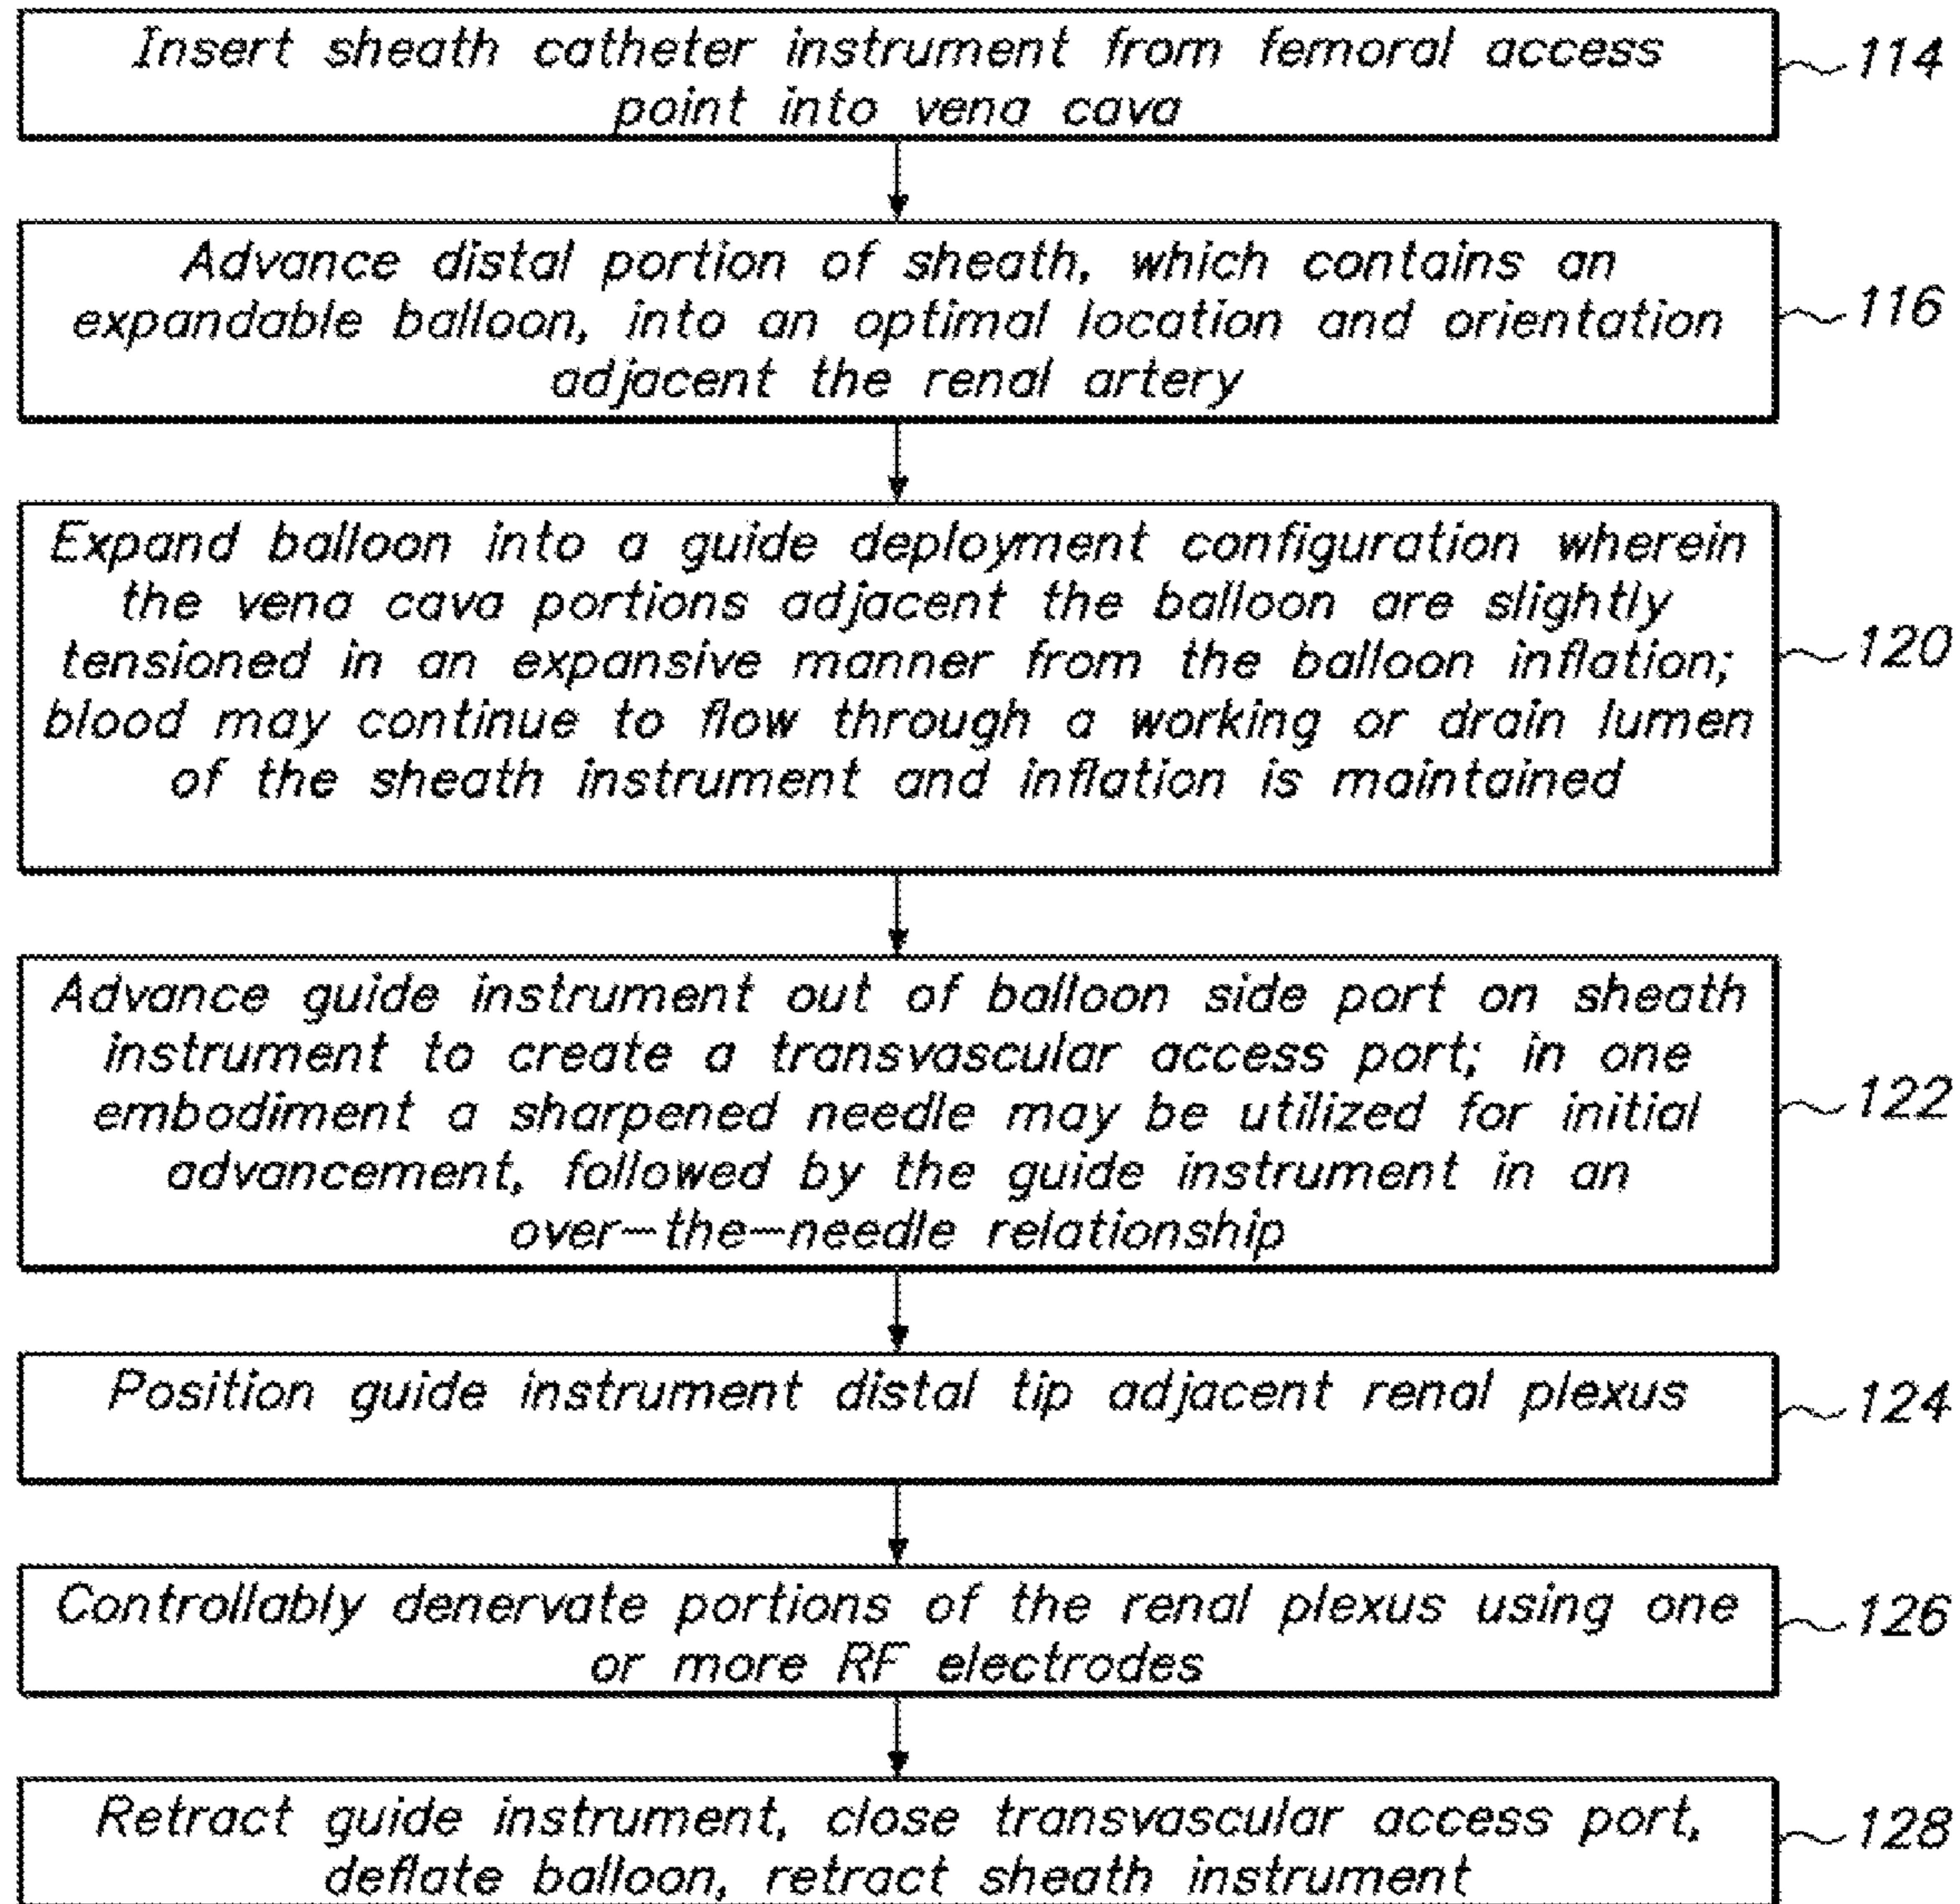 Insert sheath catheter instrument from femoral access
point into vena cava
114
Advance distal portion of sheath, which contains an
expandable balloon, into an optimal location and orientation
adjacent the renal artery
116
Expand balloon into a guide deployment configuration wherein
the vena cava portions adjacent the balloon are slightly
tensioned in an expansive manner from the balloon inflation;
blood may continue to flow through a working or drain lumen
of the sheath instrument and inflation is maintained
120
Advance guide instrument out of balloon side port on sheath
instrument to create a transvascular access port; in one
embodiment a sharpened needle may be utilized for initial
advancement, followed by the guide instrument in an
over-the-needle relationship
122
Position guide instrument distal tip adjacent renal plexus
124
Controllably denervate portions of the renal plexus using one
or more RF electrodes
126
Retract guide instrument, close transvascular access port,
deflate balloon, retract sheath instrument
128